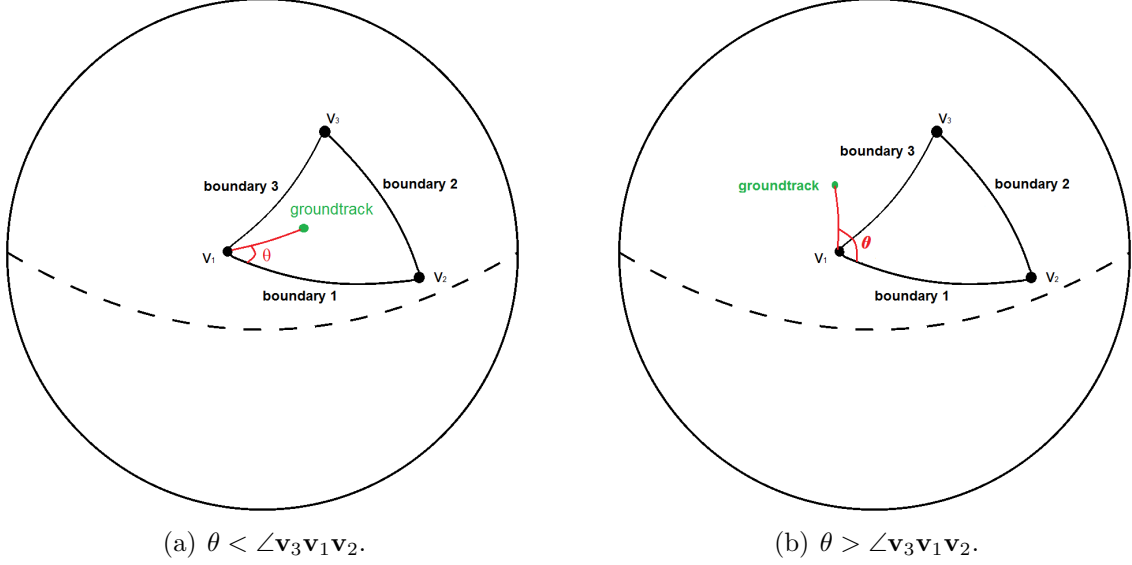 V₃
boundary 3
boundary 2
groundtrack
V₁
θ
V₂
boundary 1
(a) θ < ∠v₃v₁v₂.
V₃
boundary 3
boundary 2
groundtrack
V₁
θ
V₂
boundary 1
(b) θ > ∠v₃v₁v₂.